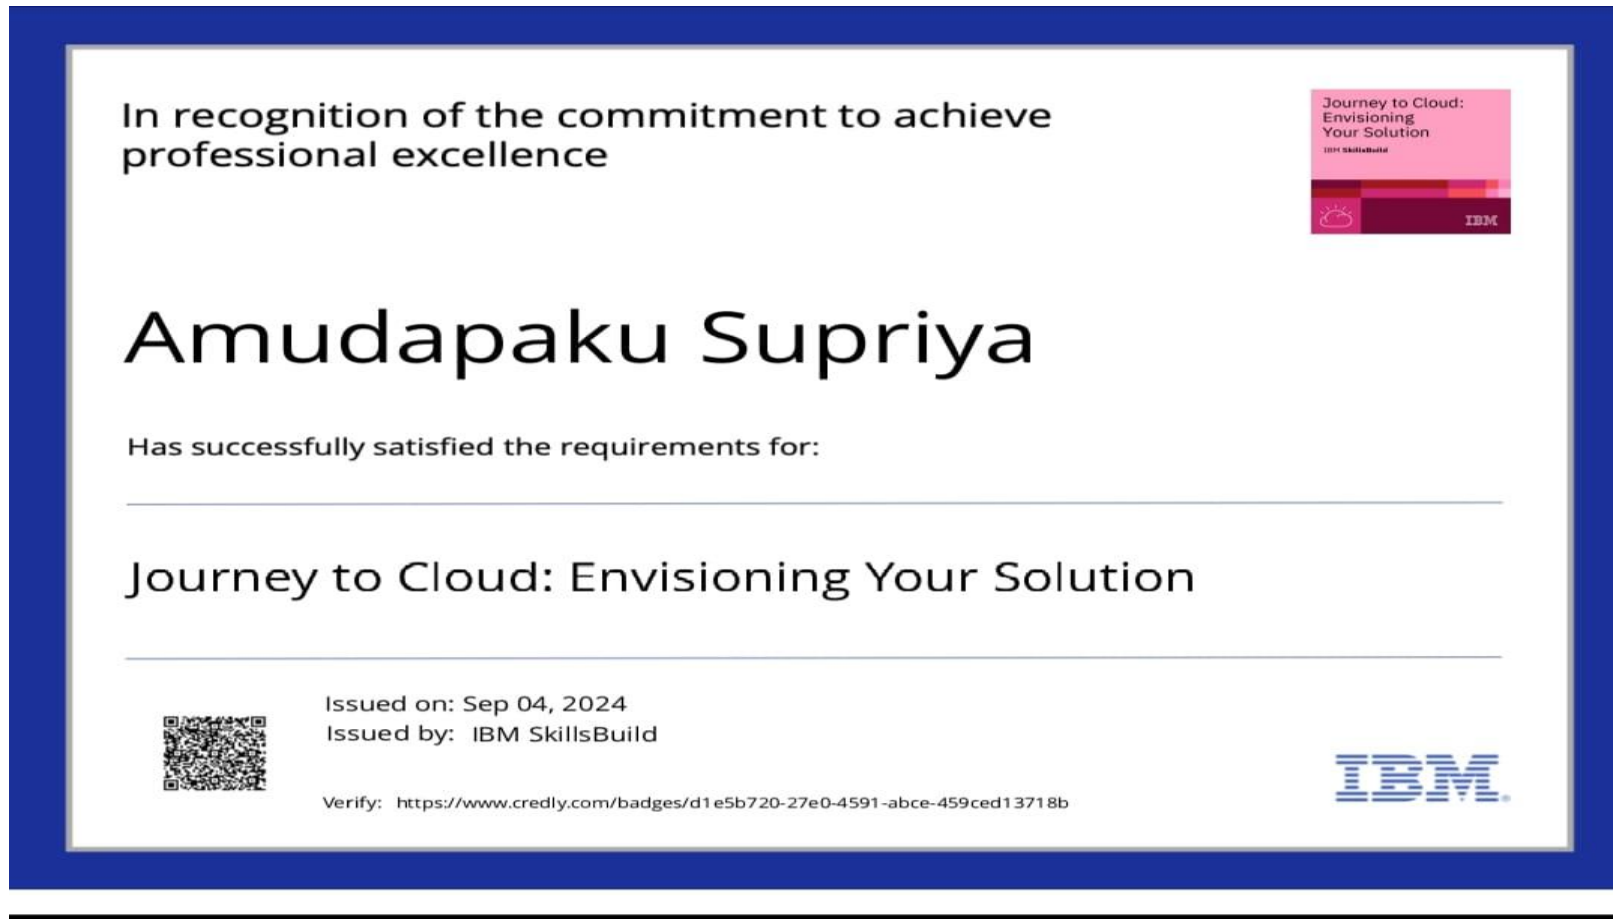 In recognition of the commitment to achieve
professional excellence
Journey to Cloud:
Envisioning
Your Solution
IBM SkillsBuild
IBM
Amudapaku Supriya
Has successfully satisfied the requirements for:
Journey to Cloud: Envisioning Your Solution
Issued on: Sep 04, 2024
Issued by: IBM SkillsBuild
Verify: https://www.credly.com/badges/d1e5b720-27e0-4591-abce-459ced13718b
IBM®